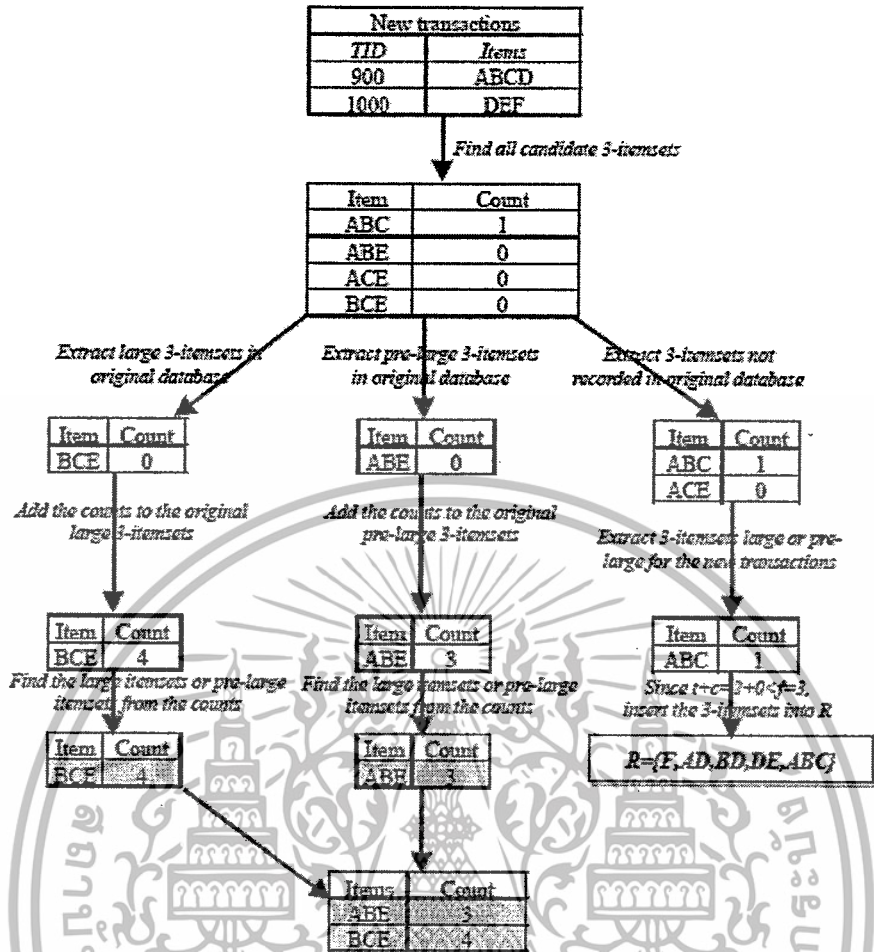 New transactions
TID Items
900 ABCD
1000 DEF
Find all candidate 3-itemsets
Item Count
ABC 1
ABE 0
ACE 0
BCE 0
Extract large 3-itemsets in
original database
Extract pre-large 3-itemsets
in original database
Extract 3-itemsets not
recorded in original database
Item Count
BCE 0
Item Count
ABE 0
Item Count
ABC 1
ACE 0
Add the counts to the original
large 3-itemsets
Add the counts to the original
pre-large 3-itemsets
Extract 3-itemsets large or pre-
large for the new transactions
Item Count
BCE 4
Item Count
ABE 3
Item Count
ABC 1
Find the large itemsets or pre-large
itemsets from the counts
Find the large itemsets or pre-large
itemsets from the counts
Since t+c=2+0<f=3,
insert the 3-itemsets into R
Item Count
BCE 4
Item Count
ABE 3
R={F,AD,BD,DE,ABC}
Items Count
ABE 3
BCE 4